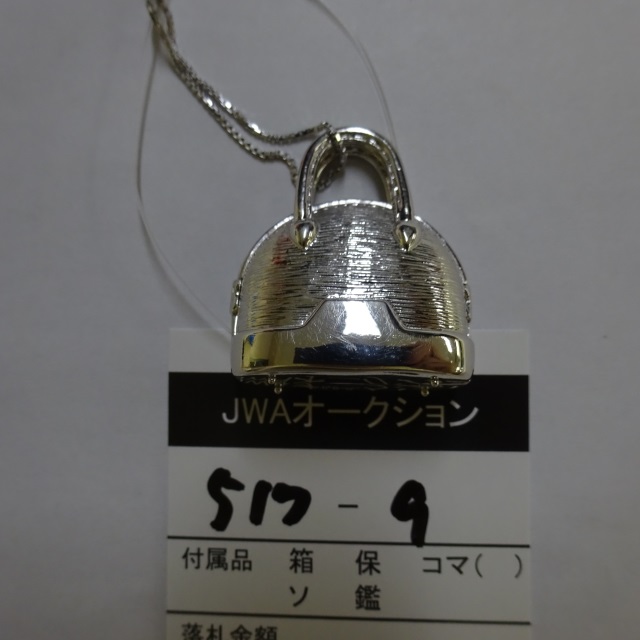 JWAオークション
517-9
付属品 箱 保 コマ( )
ソ 鑑
落札金額